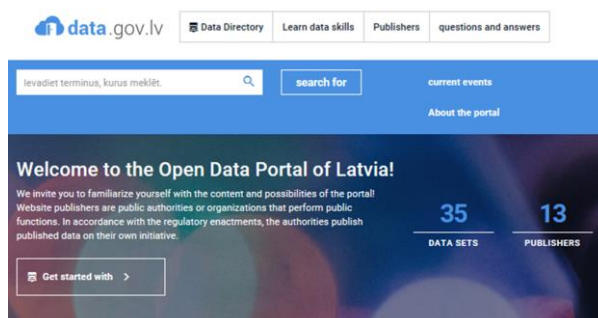 data.gov.lv
Data Directory
Learn data skills
Publishers
questions and answers
Ievadiet terminus, kurus meklēt.
search for
current events
About the portal
Welcome to the Open Data Portal of Latvia!
We invite you to familiarize yourself with the content and possibilities of the portal!
Website publishers are public authorities or organizations that perform public
functions. In accordance with the regulatory enactments, the authorities publish
published data on their own initiative.
35
DATA SETS
13
PUBLISHERS
Get started with >